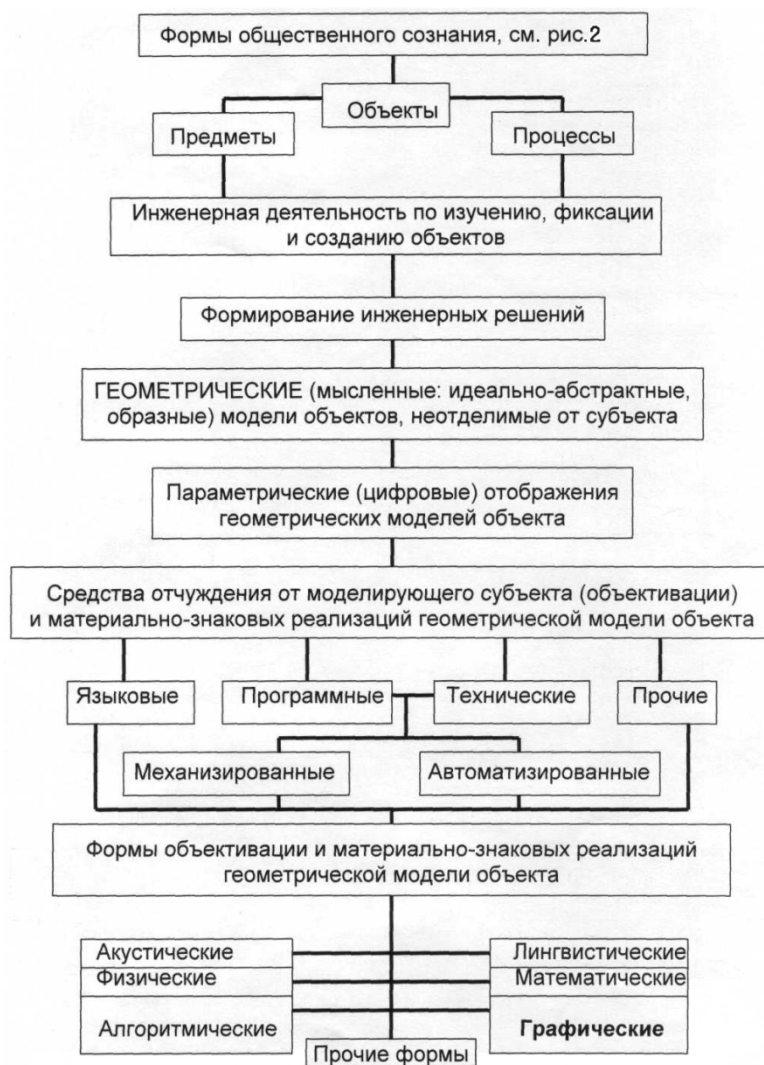 Формы общественного сознания, см. рис.2
Объекты
Предметы
Процессы
Инженерная деятельность по изучению, фиксации
и созданию объектов
Формирование инженерных решений
ГЕОМЕТРИЧЕСКИЕ (мысленные: идеально-абстрактные,
образные) модели объектов, неотделимые от субъекта
Параметрические (цифровые) отображения
геометрических моделей объекта
Средства отчуждения от моделирующего субъекта (объективации)
и материально-знаковых реализаций геометрической модели объекта
Языковые
Программные
Технические
Прочие
Механизированные
Автоматизированные
Формы объективации и материально-знаковых реализаций
геометрической модели объекта
Акустические
Лингвистические
Физические
Математические
Алгоритмические
Графические
Прочие формы